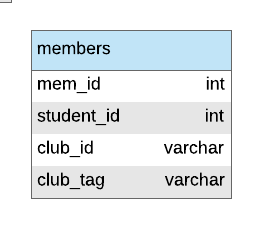 members
mem_id int
student_id int
club_id varchar
club_tag varchar